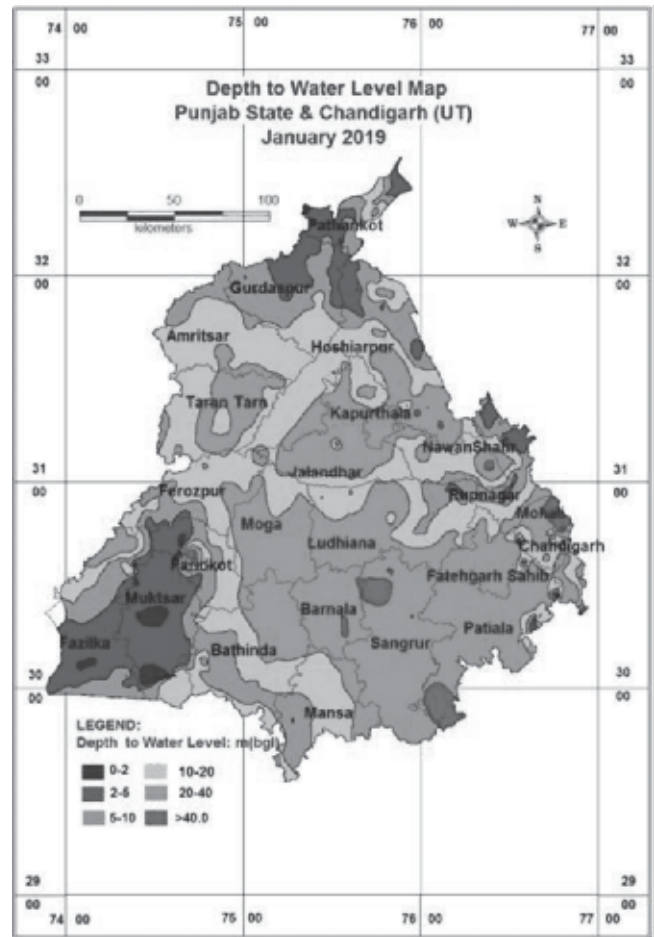 74 00
75 00
76 00
77 00
33 00
33 00
Depth to Water Level Map
Punjab State & Chandigarh (UT)
January 2019
0 50 100
kilometers
N
W E
S
Pathankot
32 00
32 00
Gurdaspur
Amritsar
Hoshiarpur
Taran Tarn
Kapurthala
NawanShahr
31 00
31 00
Jalandhar
Ferozpur
Rupnagar
Moga
Ludhiana
Chandigarh
Faridkot
Fatehgarh Sahib
Muktsar
Barnala
Patiala
Fazilka
Bathinda
Sangrur
30 00
30 00
Mansa
LEGEND:
Depth to Water Level: m(bgl)
0-2 10-20
2-5 20-40
5-10 >40.0
29 00
29 00
74 00
75 00
76 00
77 00